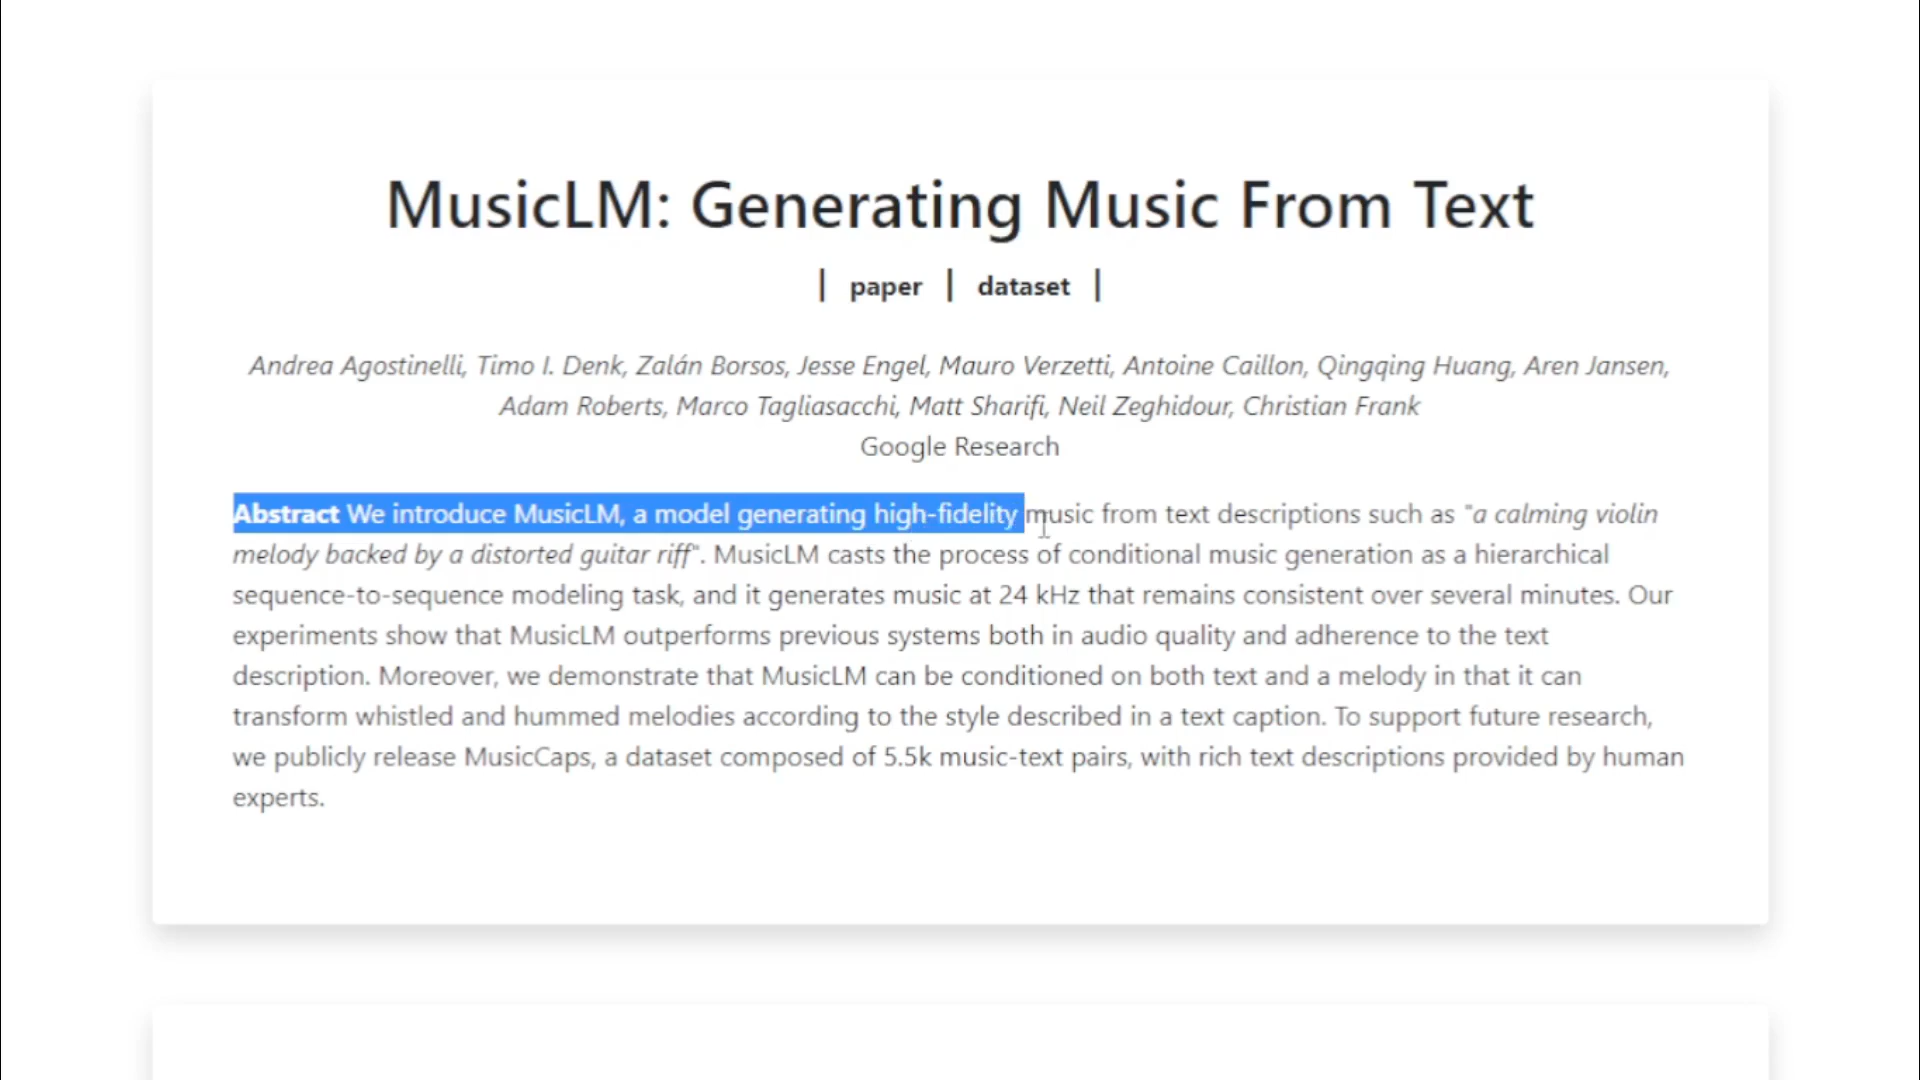 MusicLM: Generating Music From Text
| paper | dataset |
Andrea Agostinelli, Timo I. Denk, Zalán Borsos, Jesse Engel, Mauro Verzetti, Antoine Caillon, Qingqing Huang, Aren Jansen,
Adam Roberts, Marco Tagliasacchi, Matt Sharifi, Neil Zeghidour, Christian Frank
Google Research
Abstract We introduce MusicLM, a model generating high-fidelity music from text descriptions such as "a calming violin
melody backed by a distorted guitar riff". MusicLM casts the process of conditional music generation as a hierarchical
sequence-to-sequence modeling task, and it generates music at 24 kHz that remains consistent over several minutes. Our
experiments show that MusicLM outperforms previous systems both in audio quality and adherence to the text
description. Moreover, we demonstrate that MusicLM can be conditioned on both text and a melody in that it can
transform whistled and hummed melodies according to the style described in a text caption. To support future research,
we publicly release MusicCaps, a dataset composed of 5.5k music-text pairs, with rich text descriptions provided by human
experts.